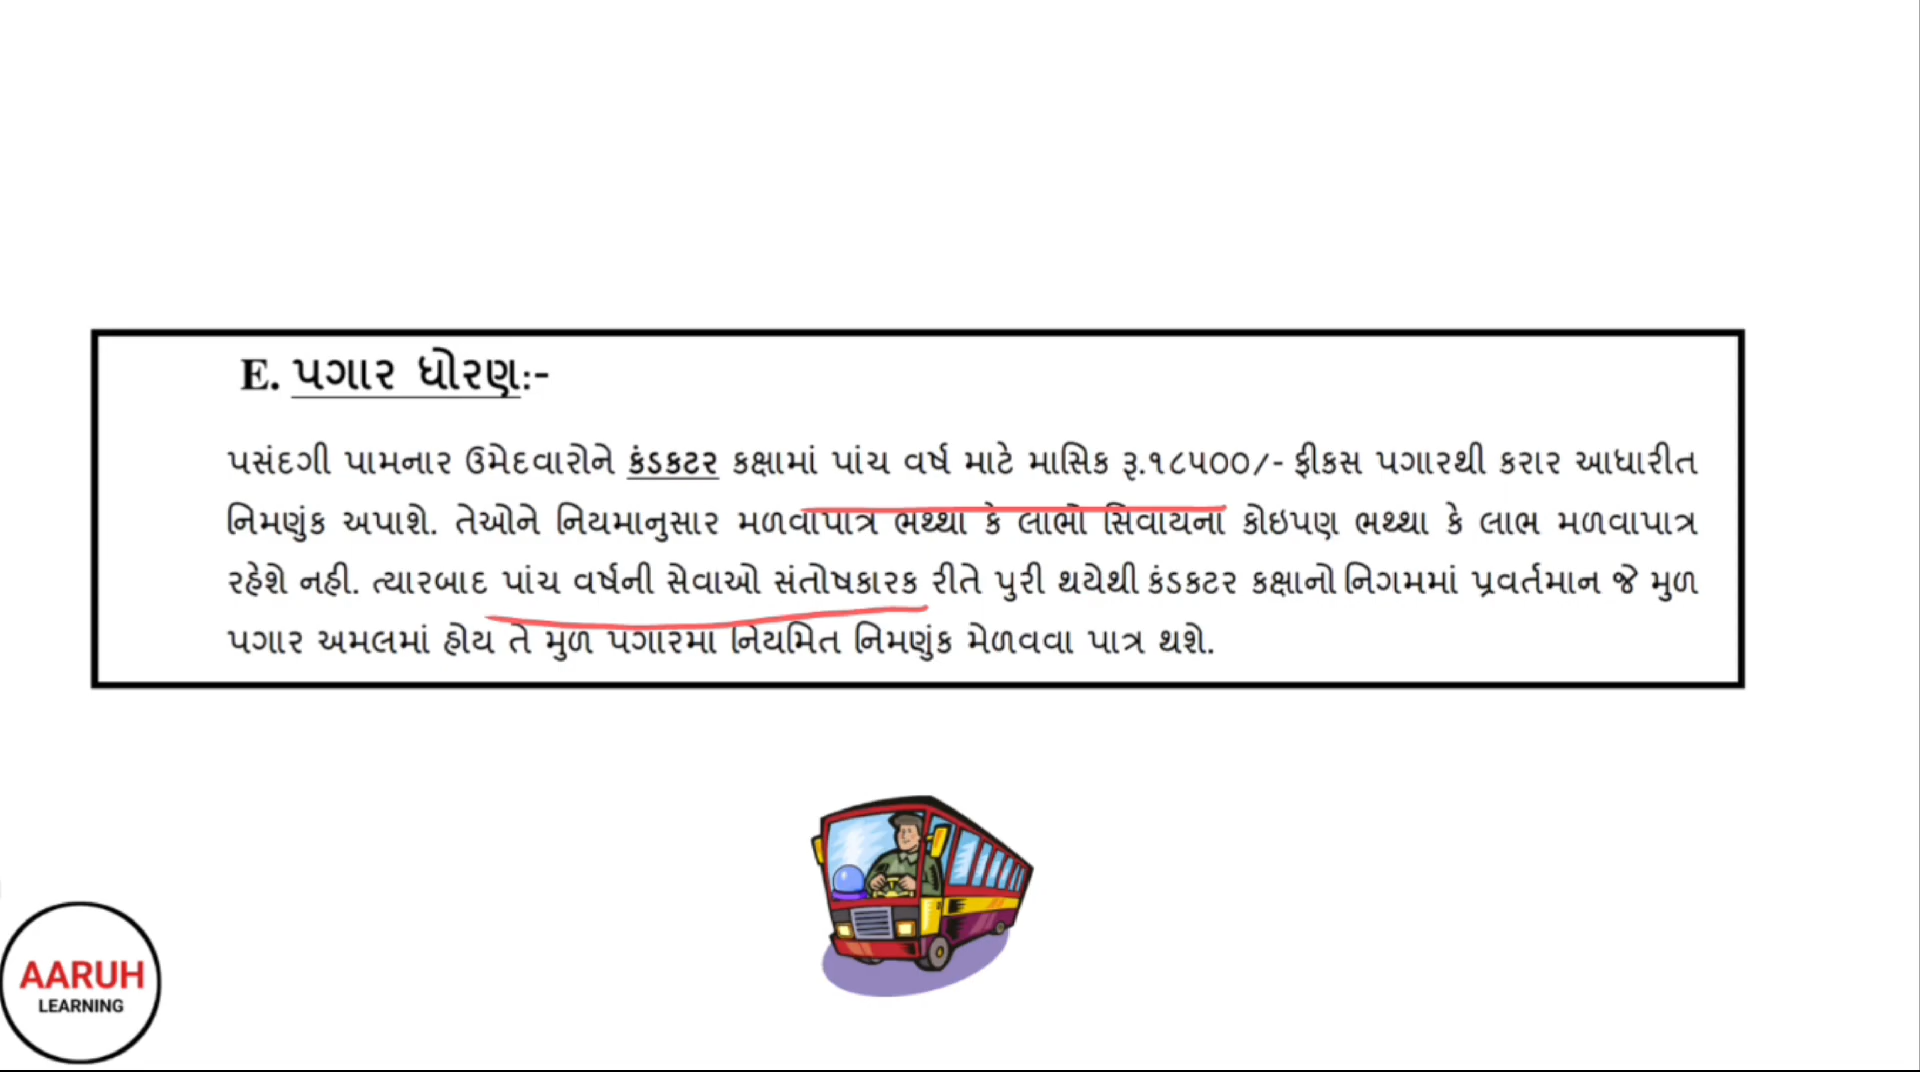 E. પગાર ધોરણ:-
પસંદગી પામનાર ઉમેદવારોને કંડકટર કક્ષામાં પાંચ વર્ષ માટે માસિક રૂ.૧૮૫૦૦/- ફીકસ પગારથી કરાર આધારીત
નિમણુંક અપાશે. તેઓને નિયમાનુસાર મળવાપાત્ર ભથ્થા કે લાભો સિવાયના કોઇપણ ભથ્થા કે લાભ મળવાપાત્ર
રહેશે નહી. ત્યારબાદ પાંચ વર્ષની સેવાઓ સંતોષકારક રીતે પુરી થયેથી કંડકટર કક્ષાનો નિગમમાં પ્રવર્તમાન જે મુળ
પગાર અમલમાં હોય તે મુળ પગારમા નિયમિત નિમણુંક મેળવવા પાત્ર થશે.
AARUH
LEARNING